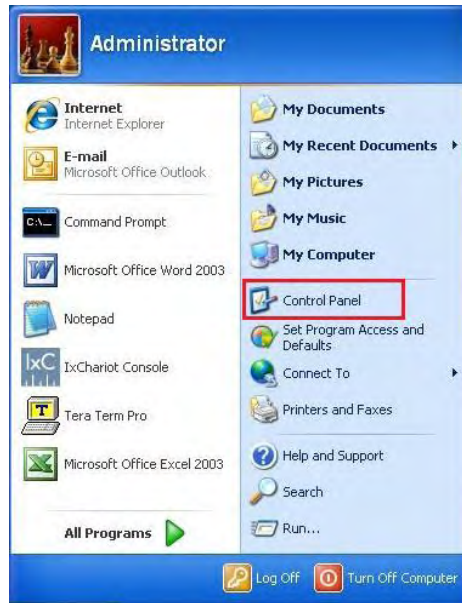 Administrator
Internet
Internet Explorer
E-mail
Microsoft Office Outlook
C:\_
Command Prompt
Microsoft Office Word 2003
Notepad
IxC
IxChariot Console
T
Tera Term Pro
Microsoft Office Excel 2003
All Programs
My Documents
My Recent Documents
My Pictures
My Music
My Computer
Control Panel
Set Program Access and
Defaults
Connect To
Printers and Faxes
Help and Support
Search
Run...
Log Off
Turn Off Computer